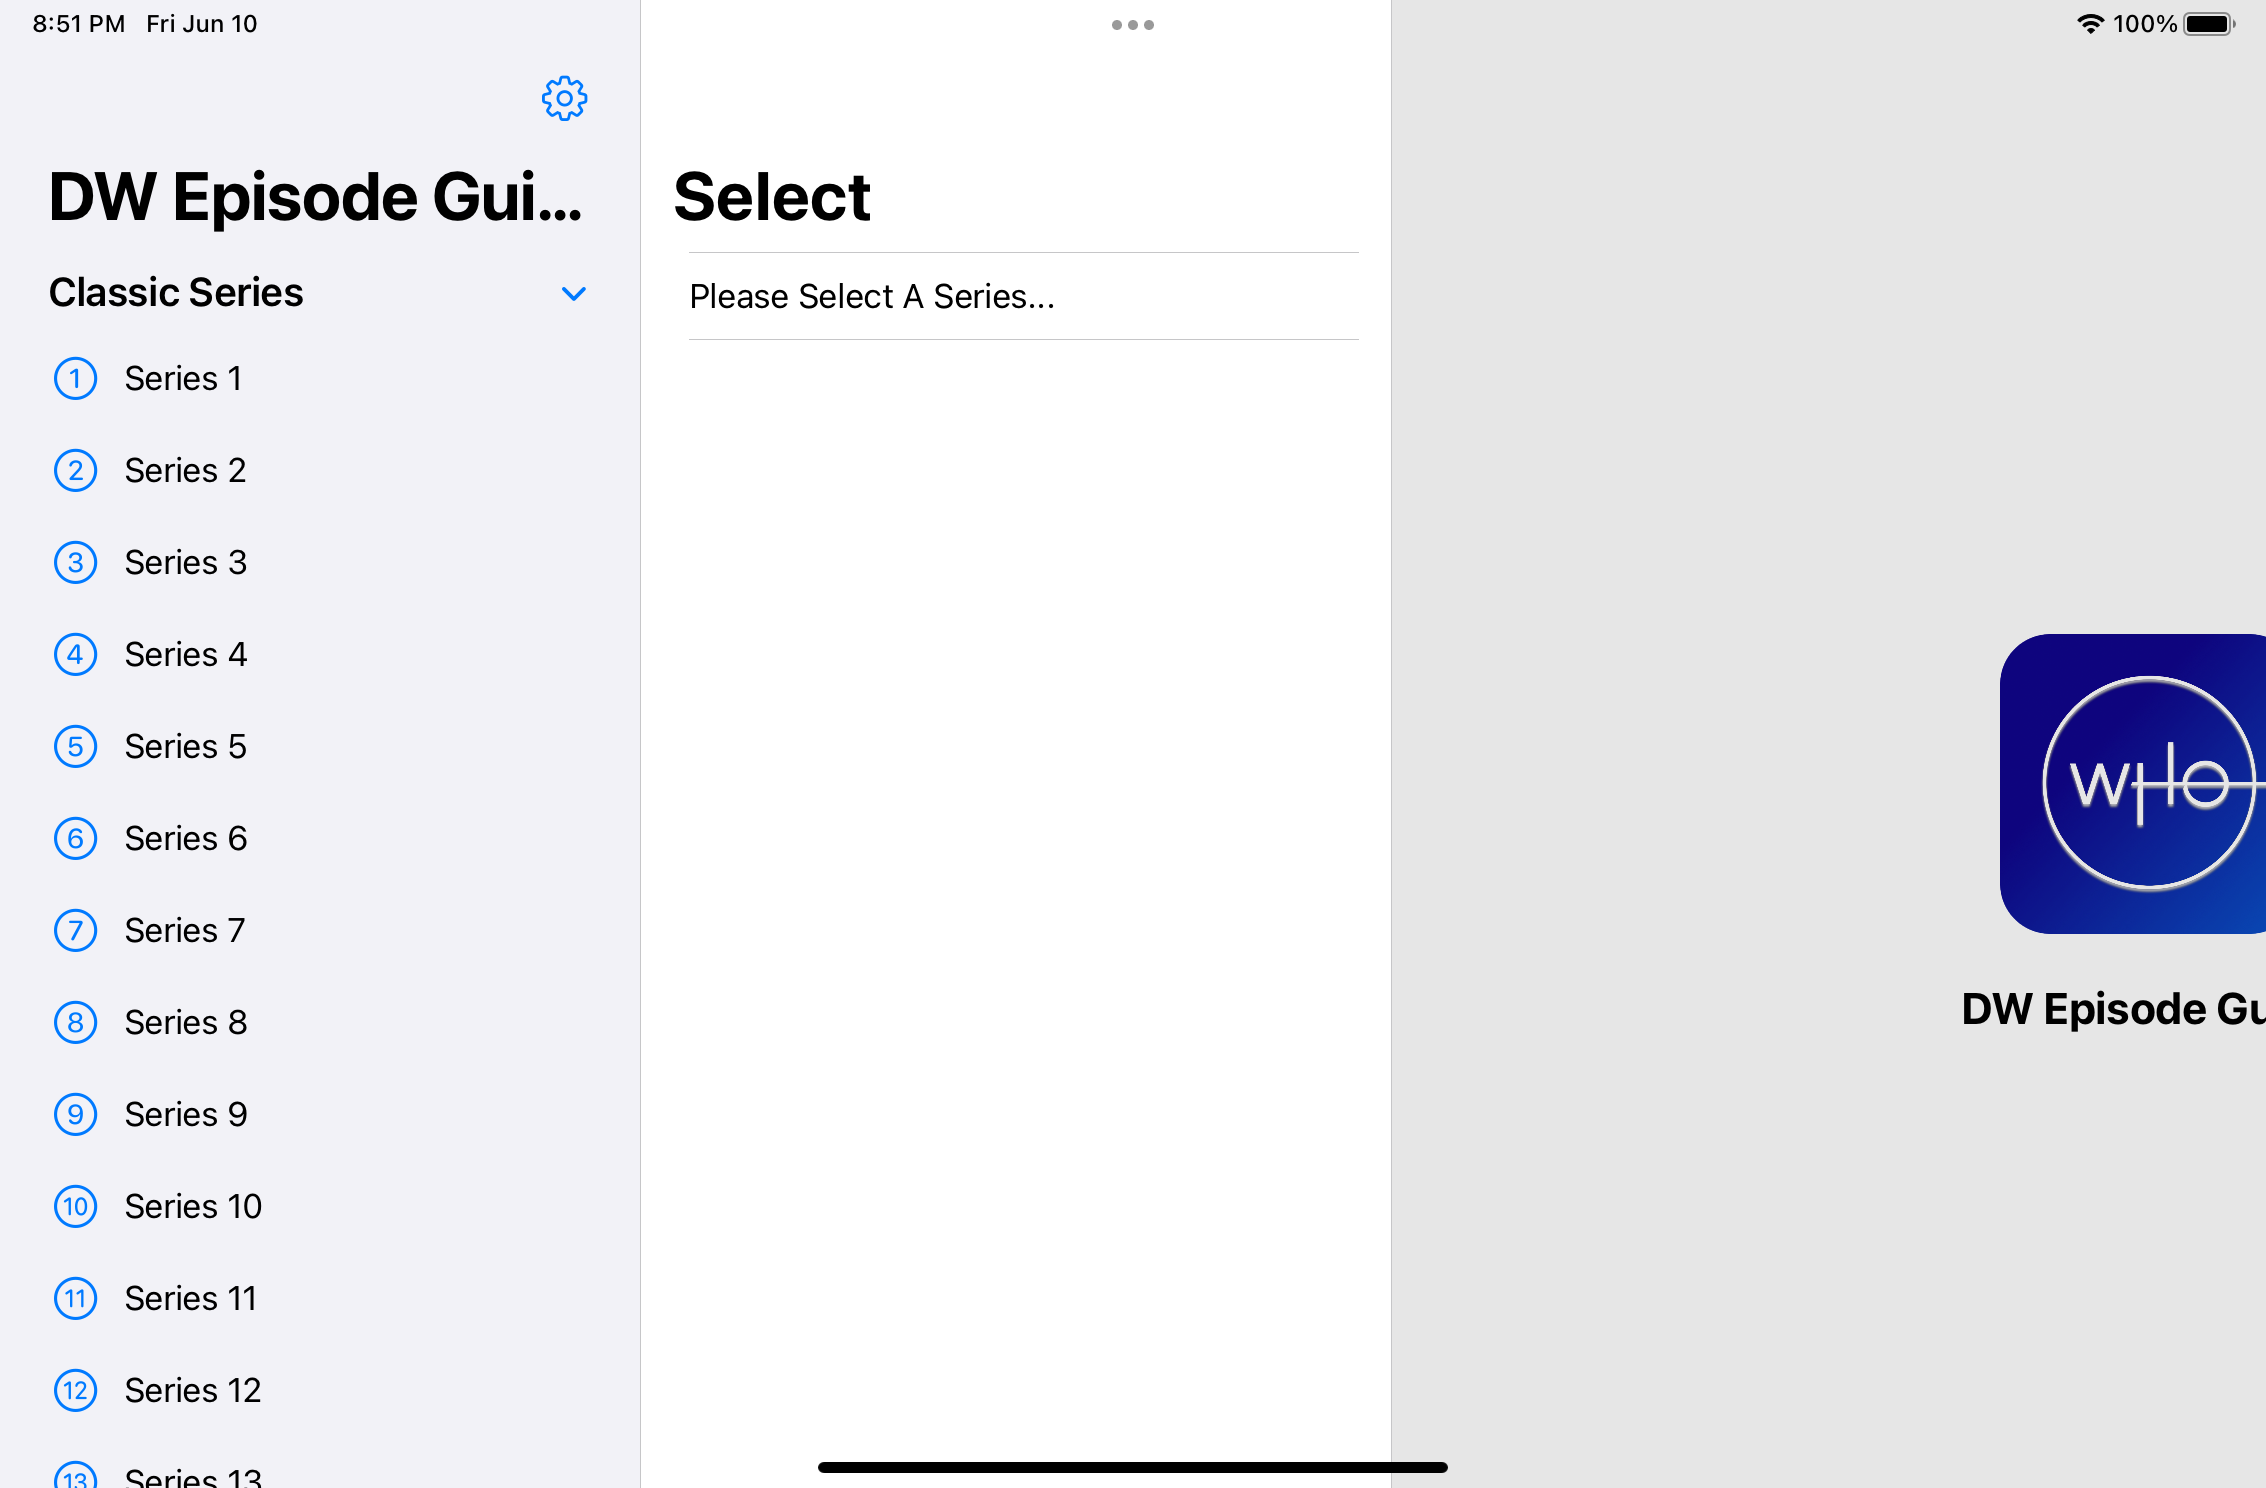 8:51 PM Fri Jun 10
100%
DW Episode Gui...
Classic Series
1 Series 1
2 Series 2
3 Series 3
4 Series 4
5 Series 5
6 Series 6
7 Series 7
8 Series 8
9 Series 9
10 Series 10
11 Series 11
12 Series 12
13 Series 13
Select
Please Select A Series...
WHO
DW Episode Gu